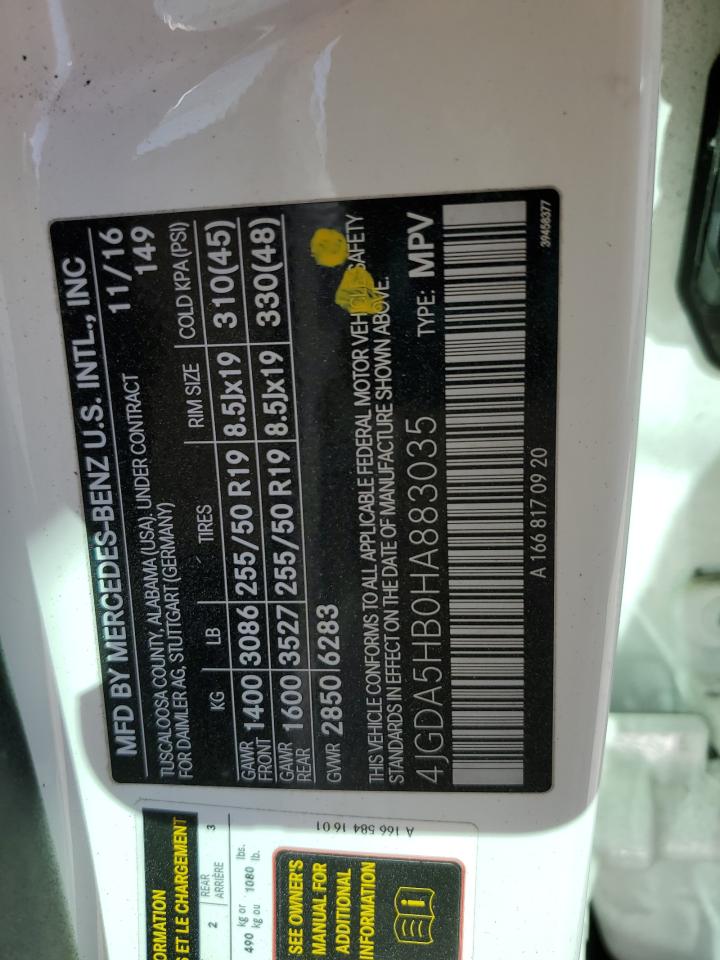 MFD BY MERCEDES-BENZ U.S. INTL., INC
TUSCALOOSA COUNTY, ALABAMA (USA). UNDER CONTRACT 11/16
FOR DAIMLER AG, STUTTGART (GERMANY) 149
KG LB TIRES RIM SIZE COLD KPA (PSI)
GAWR FRONT 1400 3086 255/50 R19 8.5Jx19 310(45)
GAWR REAR 1600 3527 255/50 R19 8.5Jx19 330(48)
GVWR 2850 6283
THIS VEHICLE CONFORMS TO ALL APPLICABLE FEDERAL MOTOR VEHICLE SAFETY
STANDARDS IN EFFECT ON THE DATE OF MANUFACTURE SHOWN ABOVE.
4JGDA5HB0HA883035 TYPE: MPV
A 166 817 09 20 39458377
ORMATION
S ET LE CHARGEMENT
2 REAR ARRIÈRE 3
490 kg or kg ou 1080 lbs. lb.
SEE OWNER'S
MANUAL FOR
ADDITIONAL
INFORMATION
A 166 584 16 01